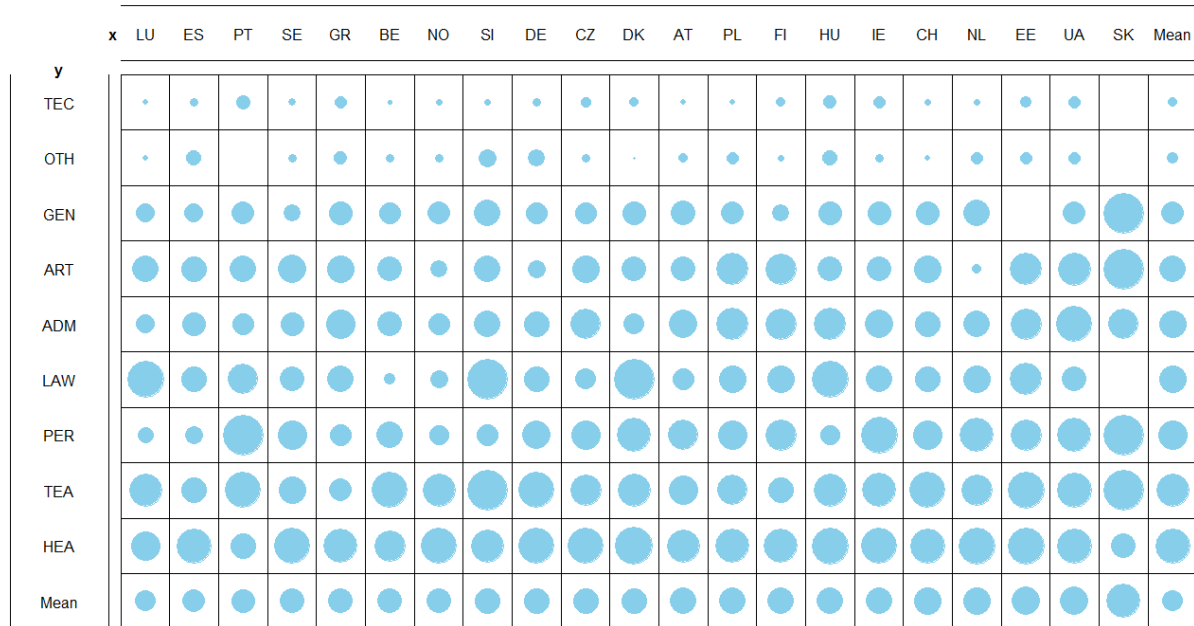 x LU ES PT SE GR BE NO SI DE CZ DK AT PL FI HU IE CH NL EE UA SK Mean
y
TEC
OTH
GEN
ART
ADM
LAW
PER
TEA
HEA
Mean